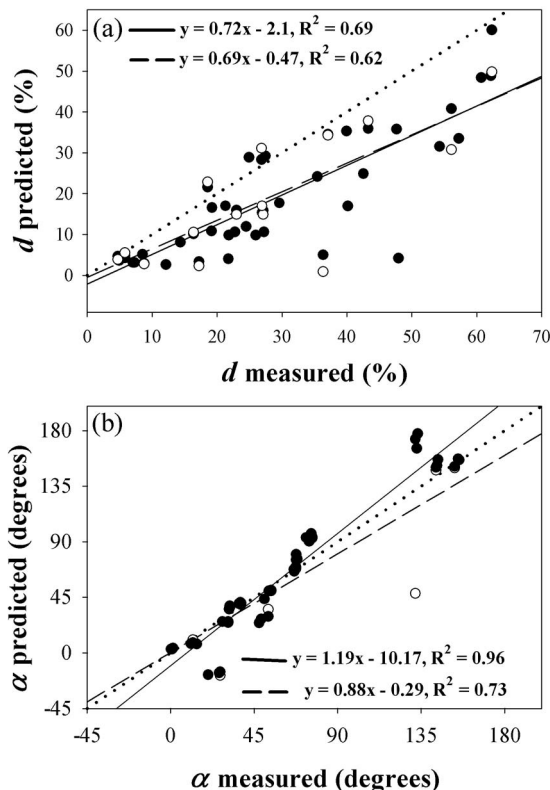 (a)
y = 0.72x - 2.1, R² = 0.69
y = 0.69x - 0.47, R² = 0.62
60
50
40
30
20
10
0
d predicted (%)
0 10 20 30 40 50 60 70
d measured (%)
(b)
180
135
90
45
0
-45
α predicted (degrees)
y = 1.19x - 10.17, R² = 0.96
y = 0.88x - 0.29, R² = 0.73
-45 0 45 90 135 180
α measured (degrees)